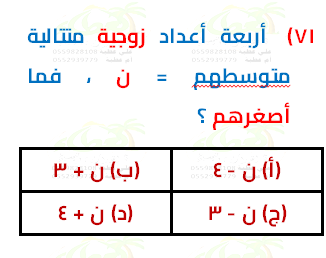 ٧١) أربعة أعداد زوجية متتالية
متوسطهم = ن ، فما
أصغرهم ؟
(أ) ن - ٤ (ب) ن + ٣
(ج) ن - ٣ (د) ن + ٤